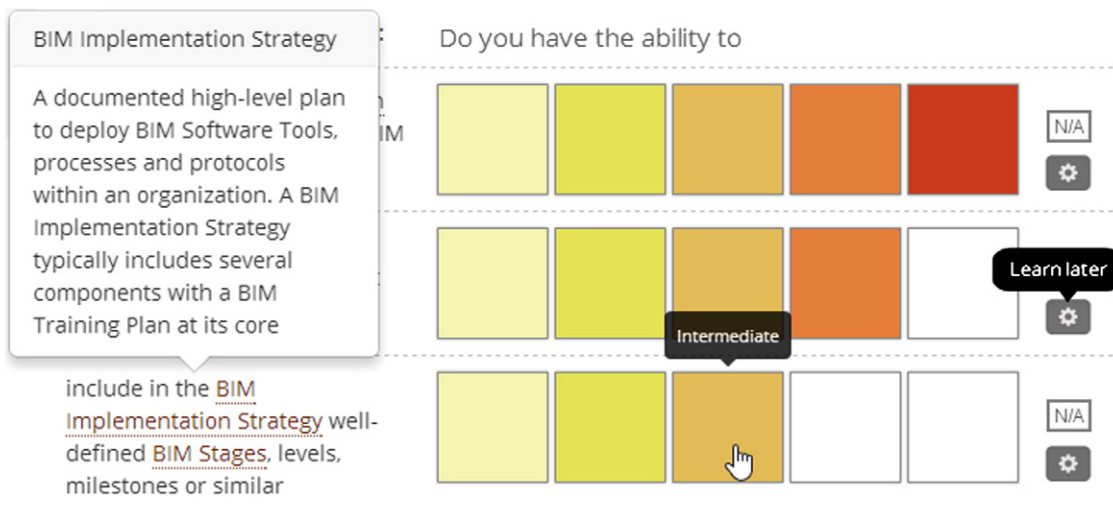 BIM Implementation Strategy
:
Do you have the ability to
A documented high-level plan
to deploy BIM Software Tools,
processes and protocols
within an organization. A BIM
Implementation Strategy
typically includes several
components with a BIM
Training Plan at its core
IM
N/A
Learn later
Intermediate
include in the BIM
Implementation Strategy well-
defined BIM Stages, levels,
milestones or similar
N/A